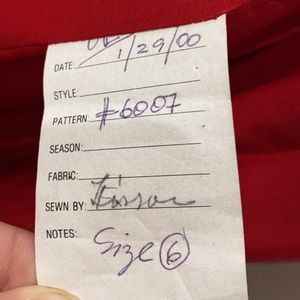 DATE: 1/29/00
STYLE:
PATTERN: #6007
SEASON:
FABRIC:
SEWN BY:
NOTES: Size 6